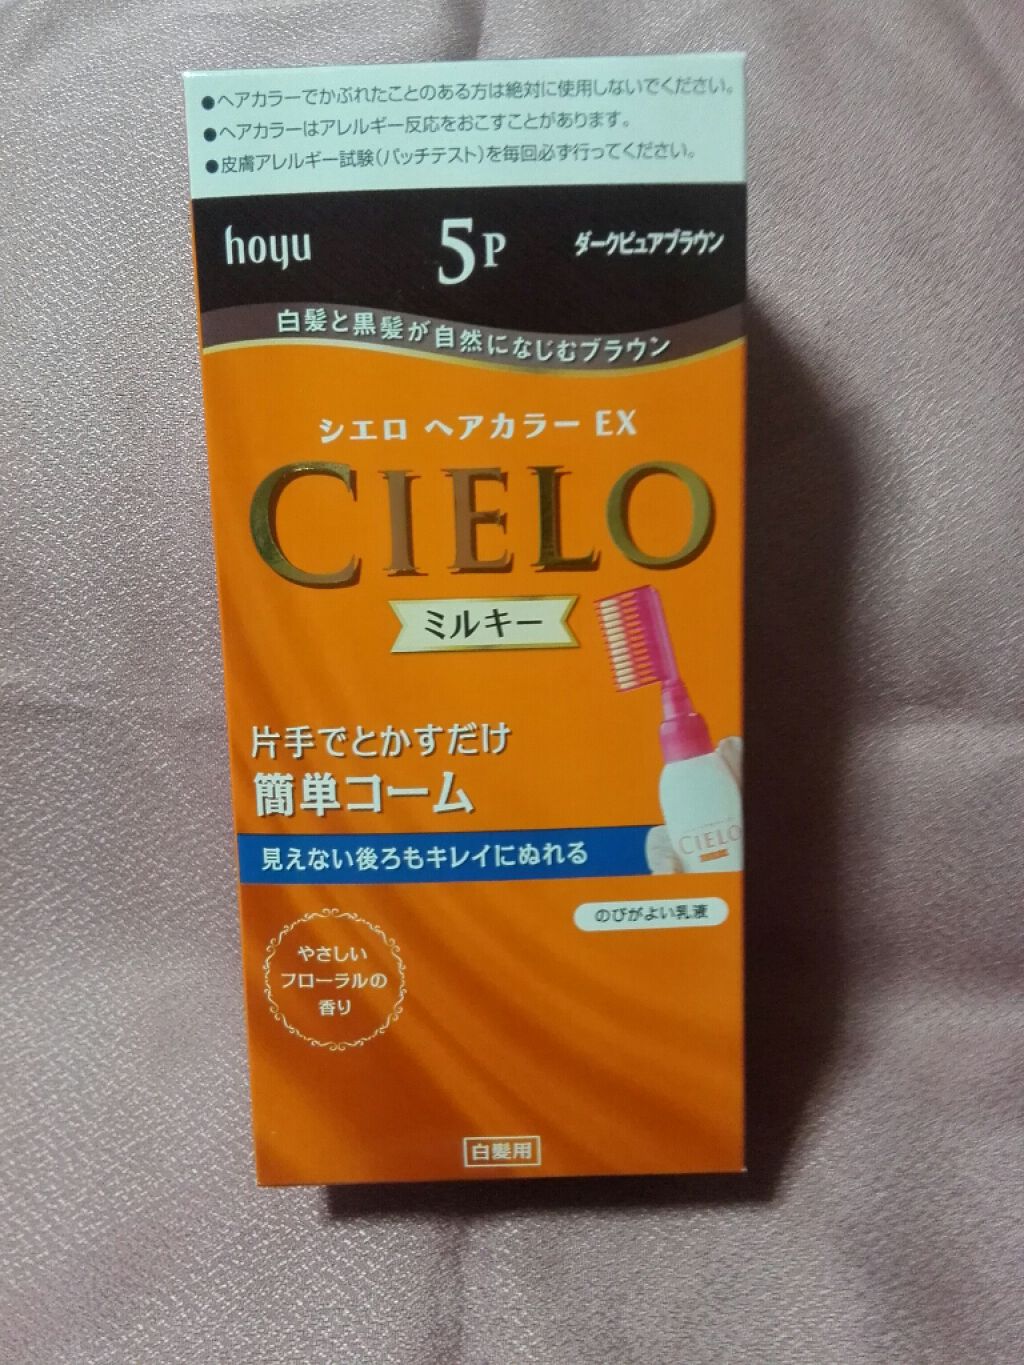 ●ヘアカラーでかぶれたことのある方は絶対に使用しないでください。
●ヘアカラーはアレルギー反応をおこすことがあります。
●皮膚アレルギー試験(パッチテスト)を毎回必ず行ってください。
hoyu 5P ダークピュアブラウン
白髪と黒髪が自然になじむブラウン
シエロ ヘアカラー EX
CIELO
ミルキー
片手でとかすだけ
簡単コーム
CIELO
見えない後ろもキレイにぬれる
のびがよい乳液
やさしい
フローラルの
香り
白髪用